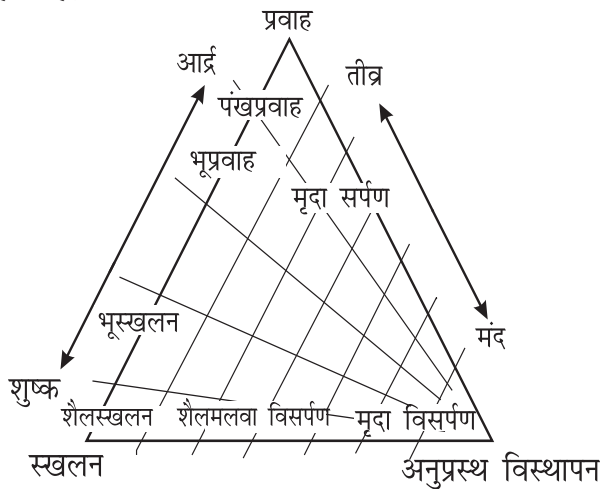 प्रवाह
आर्द्र
तीव्र
पंखप्रवाह
भूप्रवाह
मृदा सर्पण
भूस्खलन
मंद
शुष्क
शैलस्खलन शैलमलवा विसर्पण मृदा विसर्पण
स्खलन
अनुप्रस्थ विस्थापन